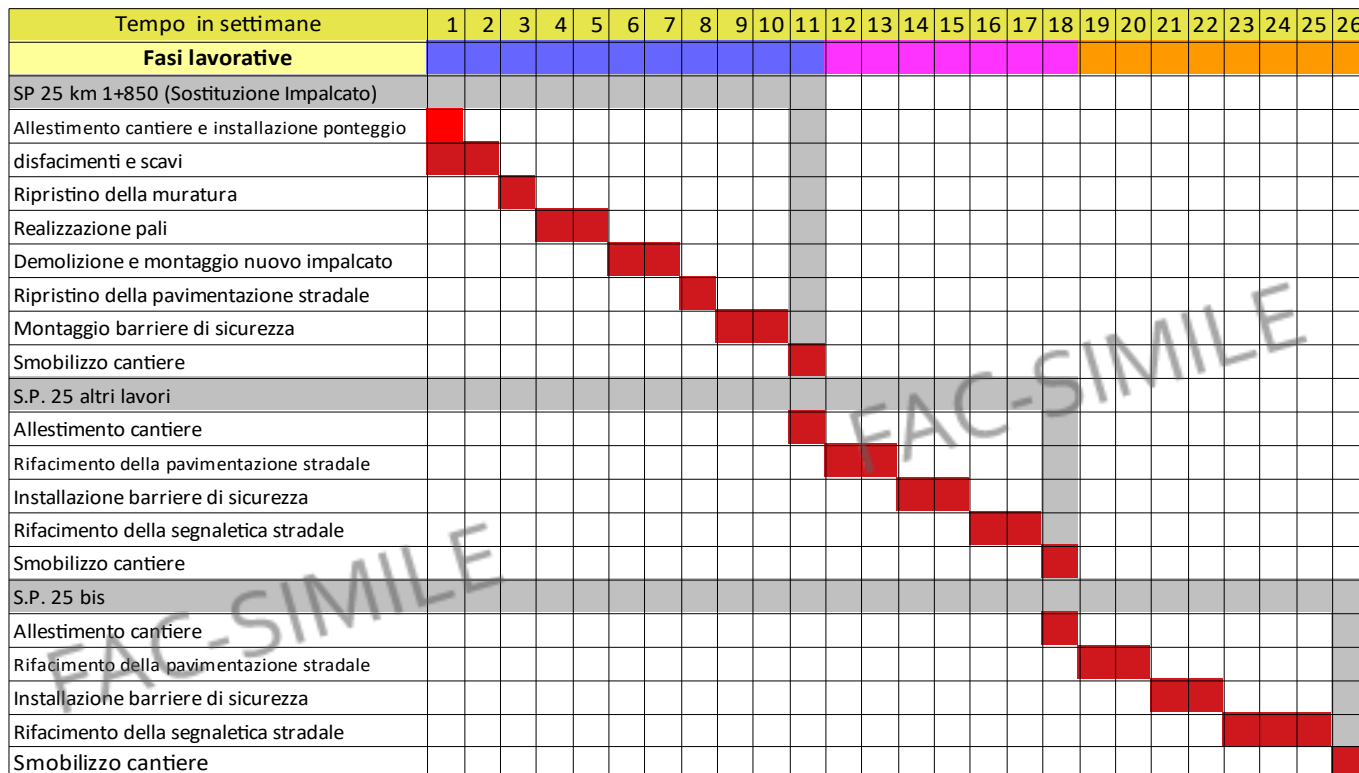 Tempo in settimane 1 2 3 4 5 6 7 8 9 10 11 12 13 14 15 16 17 18 19 20 21 22 23 24 25 26
Fasi lavorative
SP 25 km 1+850 (Sostituzione Impalcato)
Allestimento cantiere e installazione ponteggio
disfacimenti e scavi
Ripristino della muratura
Realizzazione pali
Demolizione e montaggio nuovo impalcato
Ripristino della pavimentazione stradale
Montaggio barriere di sicurezza
Smobilizzo cantiere
S.P. 25 altri lavori
Allestimento cantiere
Rifacimento della pavimentazione stradale
Installazione barriere di sicurezza
Rifacimento della segnaletica stradale
Smobilizzo cantiere
S.P. 25 bis
Allestimento cantiere
Rifacimento della pavimentazione stradale
Installazione barriere di sicurezza
Rifacimento della segnaletica stradale
Smobilizzo cantiere
FAC-SIMILE
FAC-SIMILE